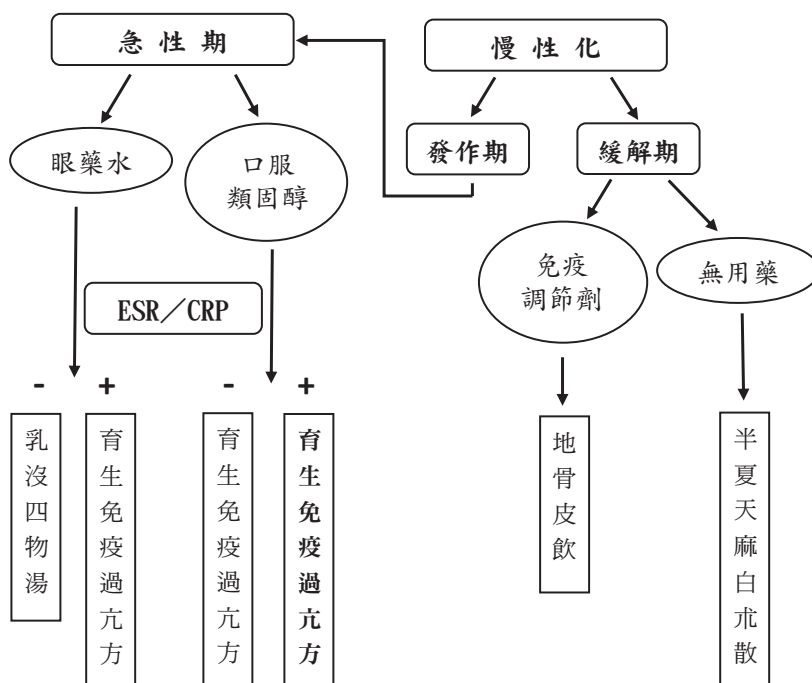 急性期
慢性化
發作期
緩解期
眼藥水
口服
類固醇
免疫
調節劑
無用藥
ESR／CRP
- + - +
乳沒四物湯
育生免疫過亢方
育生免疫過亢方
育生免疫過亢方
地骨皮飲
半夏天麻白朮散